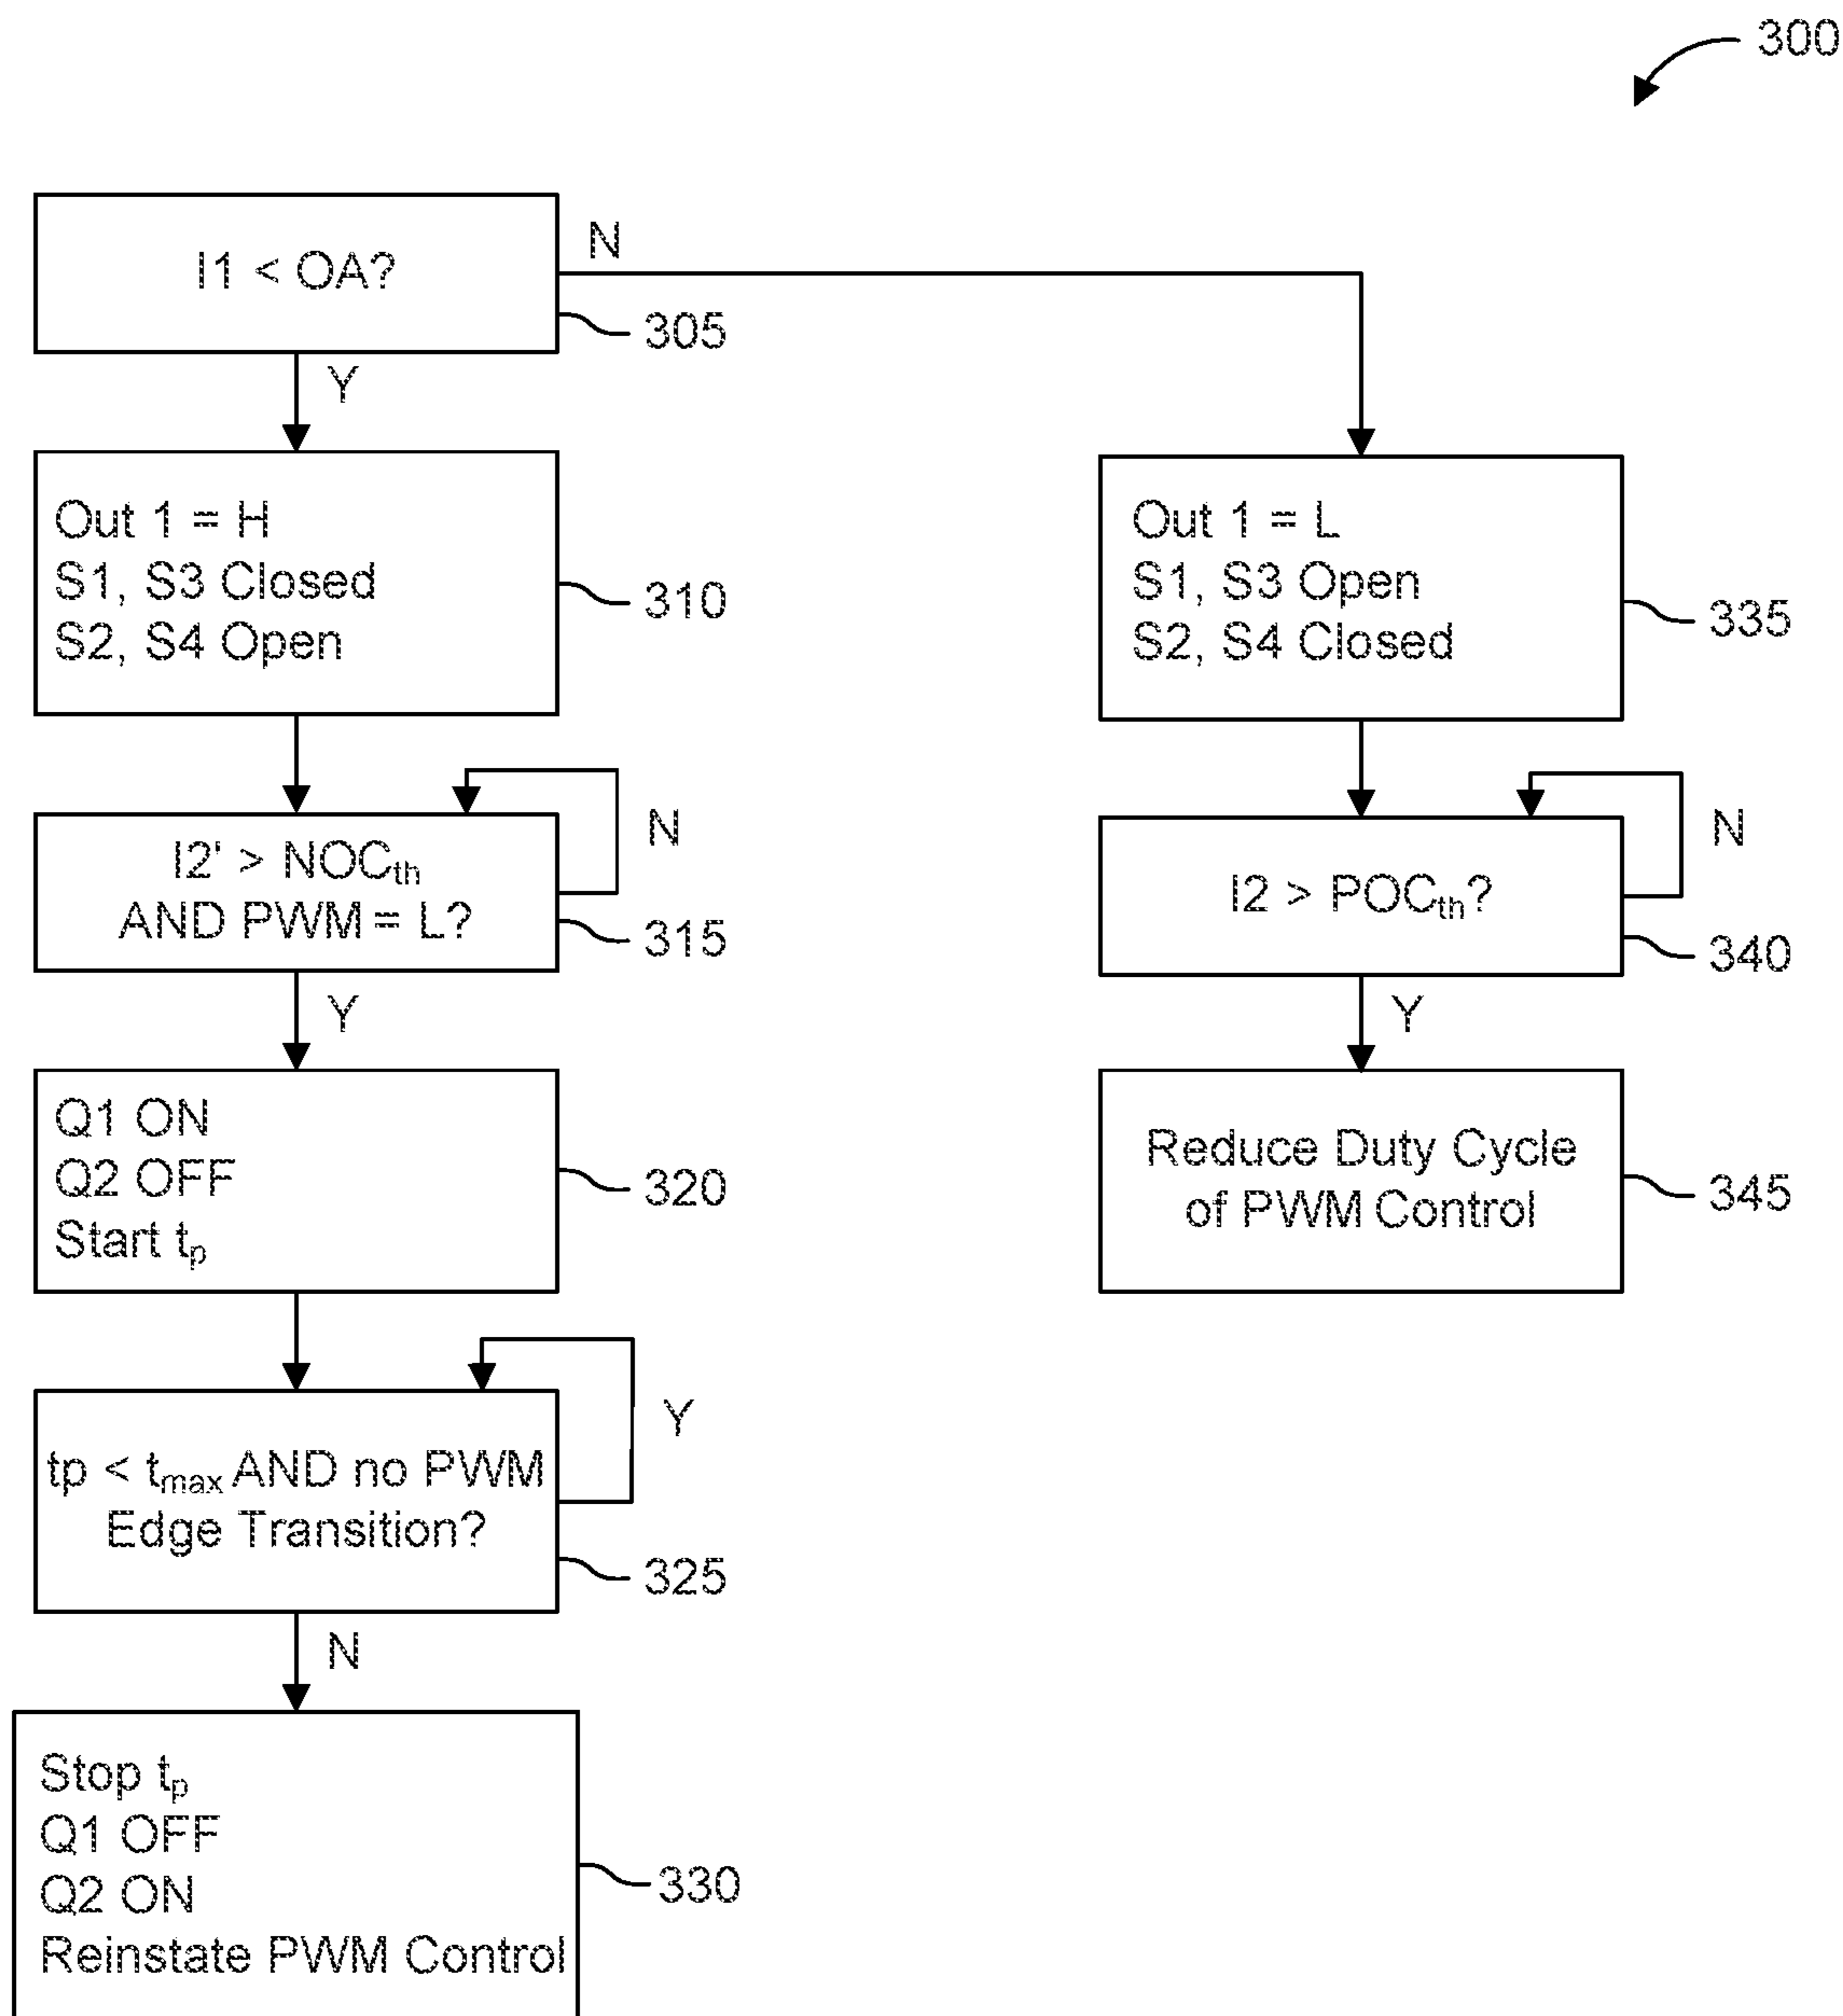 300
I1 < OA?
N
305
Y
Out 1 = H
S1, S3 Closed
S2, S4 Open
310
I2' > NOCth
AND PWM = L?
N
315
Y
Q1 ON
Q2 OFF
Start tp
320
tp < tmax AND no PWM
Edge Transition?
Y
325
N
Stop tp
Q1 OFF
Q2 ON
Reinstate PWM Control
330
Out 1 = L
S1, S3 Open
S2, S4 Closed
335
I2 > POCth?
N
340
Y
Reduce Duty Cycle
of PWM Control
345